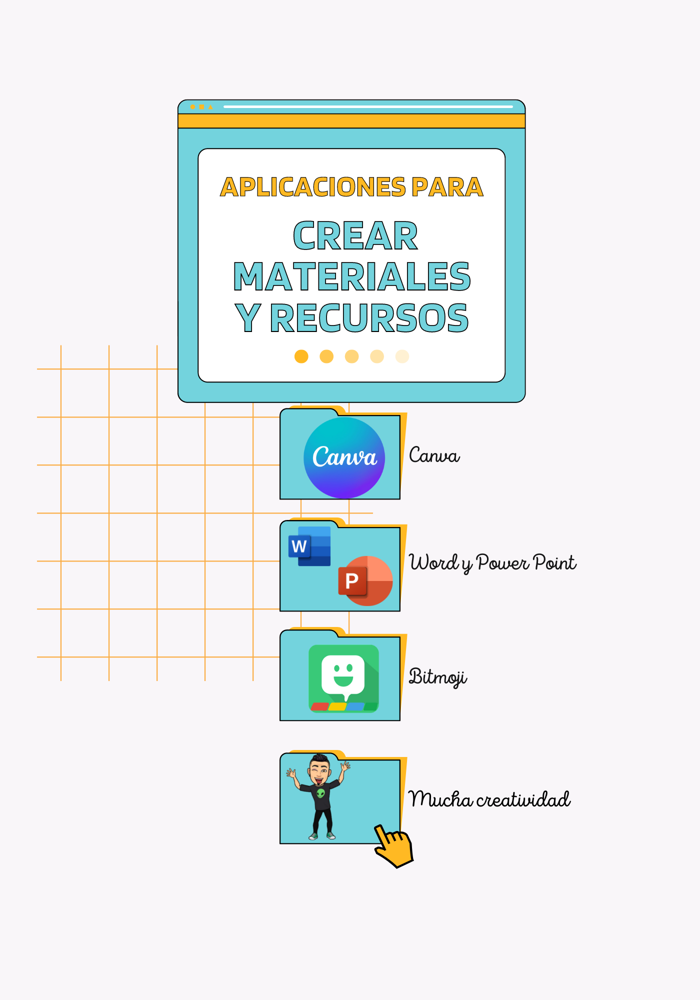 APLICACIONES PARA
CREAR
MATERIALES
Y RECURSOS
Canva
Canva
W
P
Word y Power Point
Bitmoji
Mucha creatividad